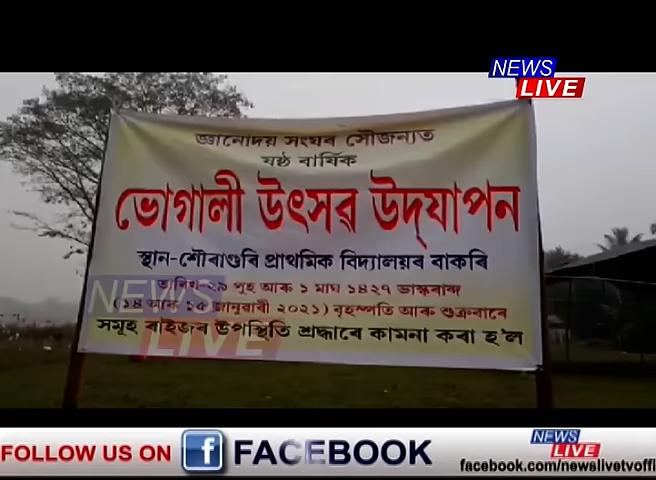 NEWS
LIVE
জ্ঞানোদয় সংঘৰ সৌজন্যত
ষষ্ঠ বাৰ্ষিক
ভোগালী উৎসৱ উদ্‌যাপন
স্থান-শৌৰাগুৰি প্ৰাথমিক বিদ্যালয়ৰ বাকৰি
তাৰিখ-২৯ পুহ আৰু ১ মাঘ ১৪২৭ ভাস্কৰাব্দ
(১৪ আৰু ১৫ জানুৱাৰী ২০২১) বৃহস্পতি আৰু শুক্ৰবাৰে
সমূহ ৰাইজৰ উপস্থিতি শ্ৰদ্ধাৰে কামনা কৰা হ'ল
NEWS
LIVE
FOLLOW US ON f FACEBOOK
NEWS
LIVE
facebook.com/newslivetvoffi